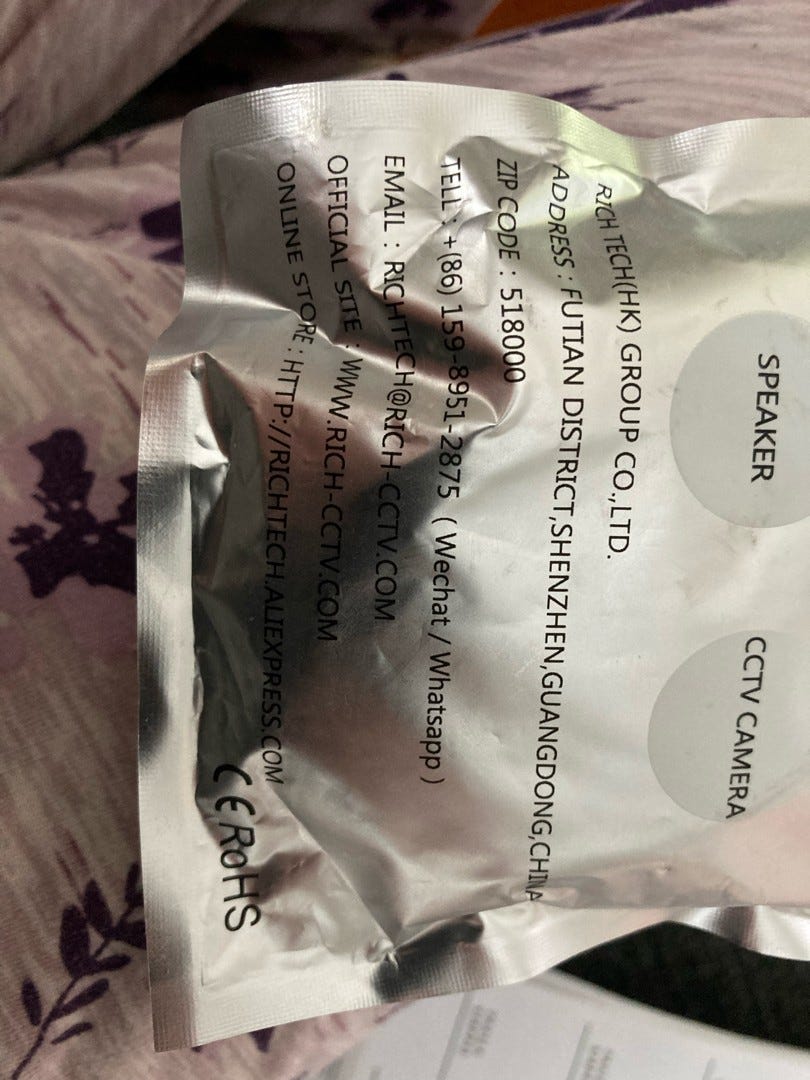 SPEAKER
CCTV CAMERA
RICH TECH(HK) GROUP CO.,LTD.
ADDRESS : FUTIAN DISTRICT,SHENZHEN,GUANGDONG,CHINA
ZIP CODE : 518000
TELL : +(86) 159-8951-2875 ( Wechat / Whatsapp )
EMAIL : RICHTECH@RICH-CCTV.COM
OFFICIAL SITE : WWW.RICH-CCTV.COM
ONLINE STORE : HTTP://RICHTECH.ALIEXPRESS.COM
CE RoHS